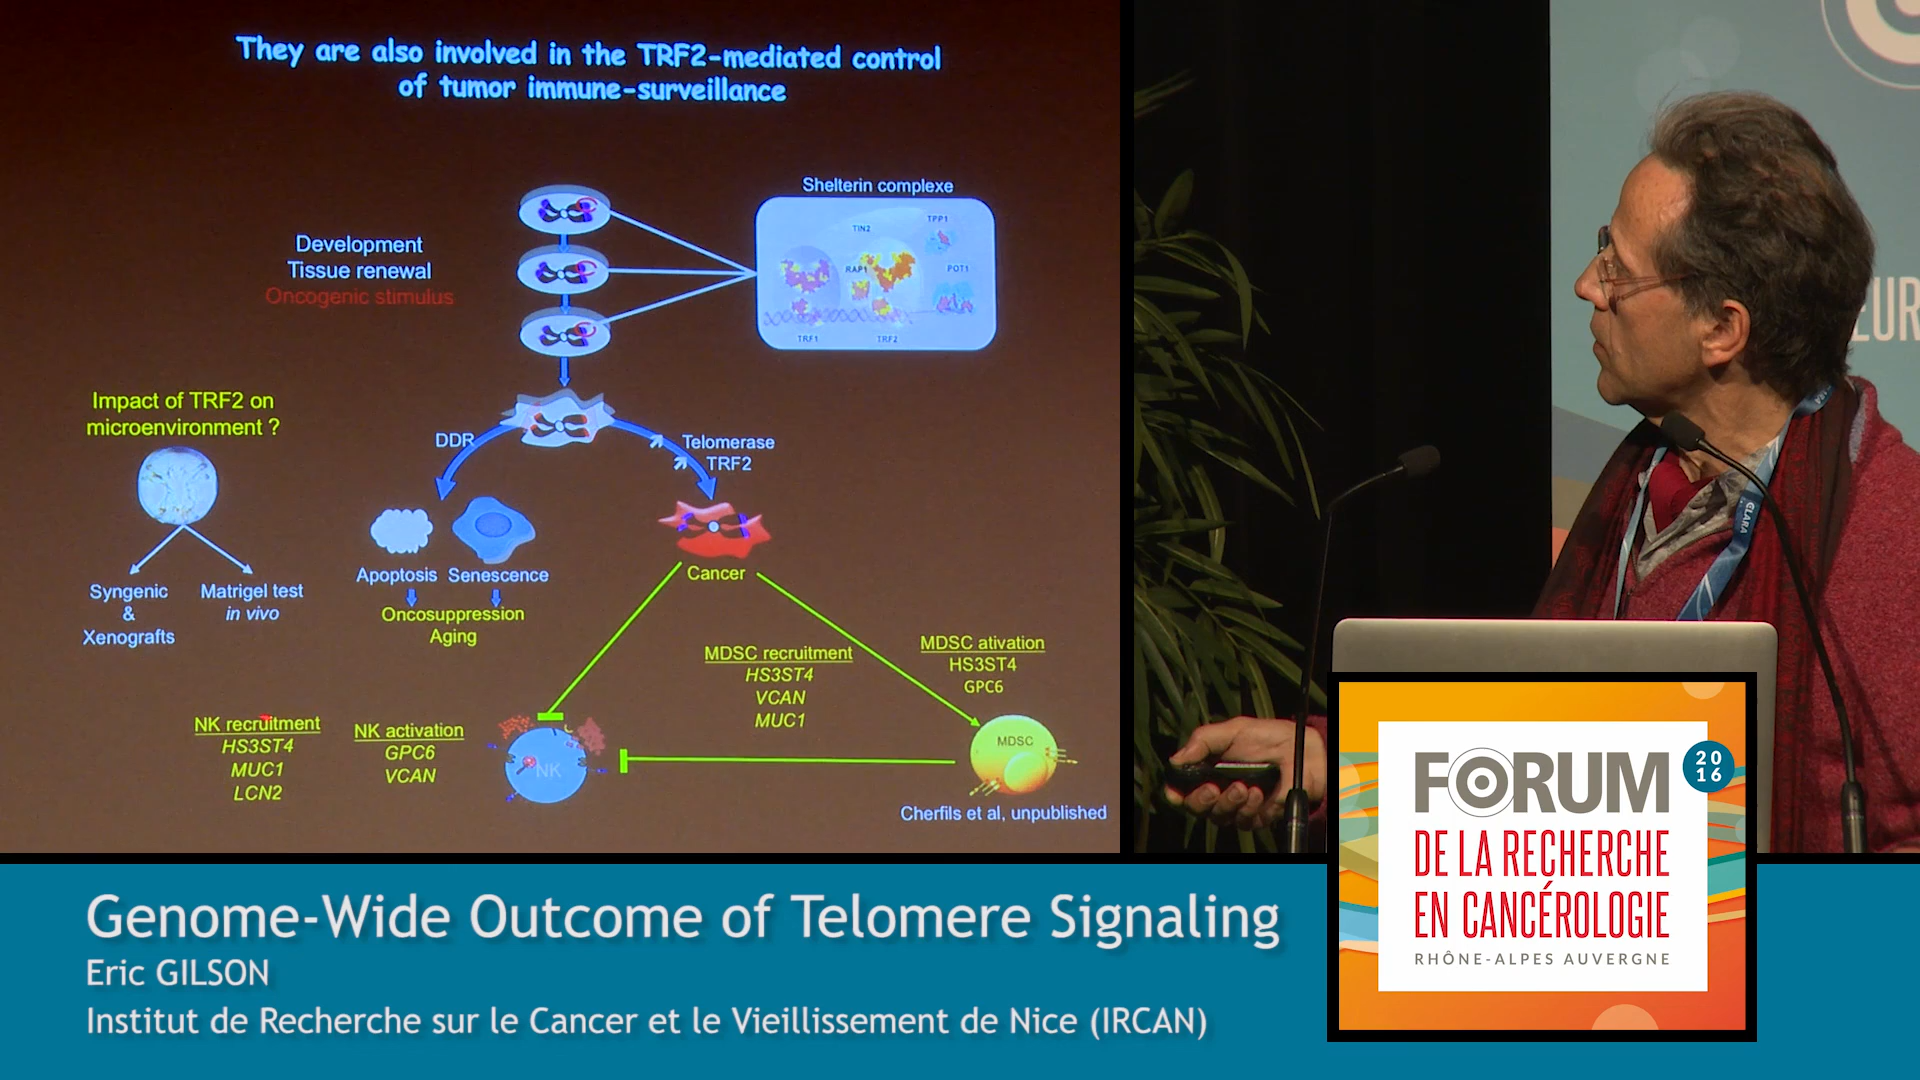 They are also involved in the TRF2-mediated control
of tumor immune-surveillance
Shelterin complexe
TPP1
TIN2
RAP1
POT1
TRF1
TRF2
Development
Tissue renewal
Oncogenic stimulus
Impact of TRF2 on
microenvironment ?
DDR
Telomerase
TRF2
Syngenic
&
Xenografts
Matrigel test
in vivo
Apoptosis
Senescence
Oncosuppression
Aging
Cancer
MDSC recruitment
HS3ST4
VCAN
MUC1
MDSC ativation
HS3ST4
GPC6
NK recruitment
HS3ST4
MUC1
LCN2
NK activation
GPC6
VCAN
NK
MDSC
Cherfils et al, unpublished
EUR
CLARA
Genome-Wide Outcome of Telomere Signaling
Eric GILSON
Institut de Recherche sur le Cancer et le Vieillissement de Nice (IRCAN)
FORUM
20
16
DE LA RECHERCHE
EN CANCÉROLOGIE
RHÔNE-ALPES AUVERGNE